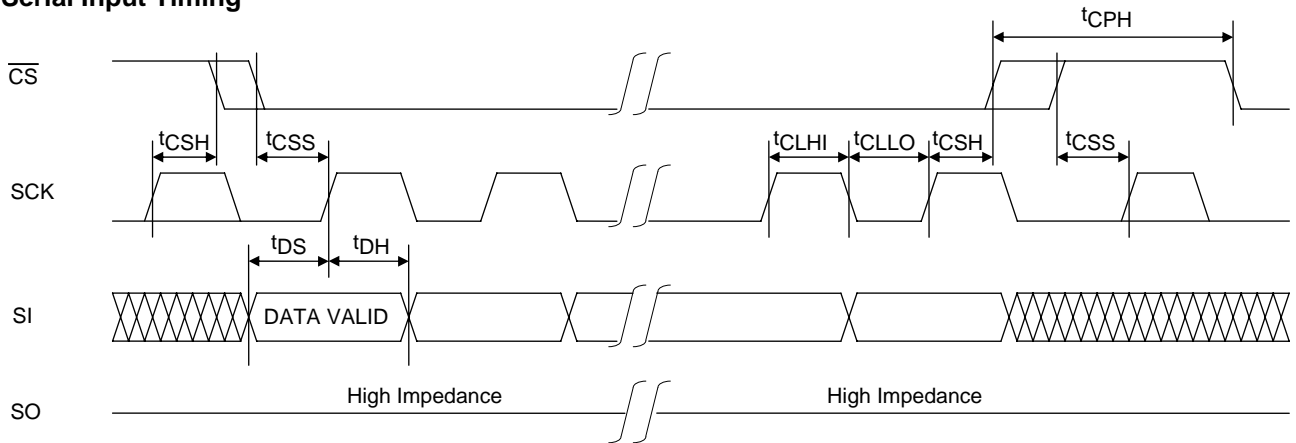 Serial Input Timing
tCPH
CS
tCSH
tCSS
tCLHI
tCLLO
tCSH
tCSS
SCK
tDS
tDH
SI
DATA VALID
High Impedance
High Impedance
SO